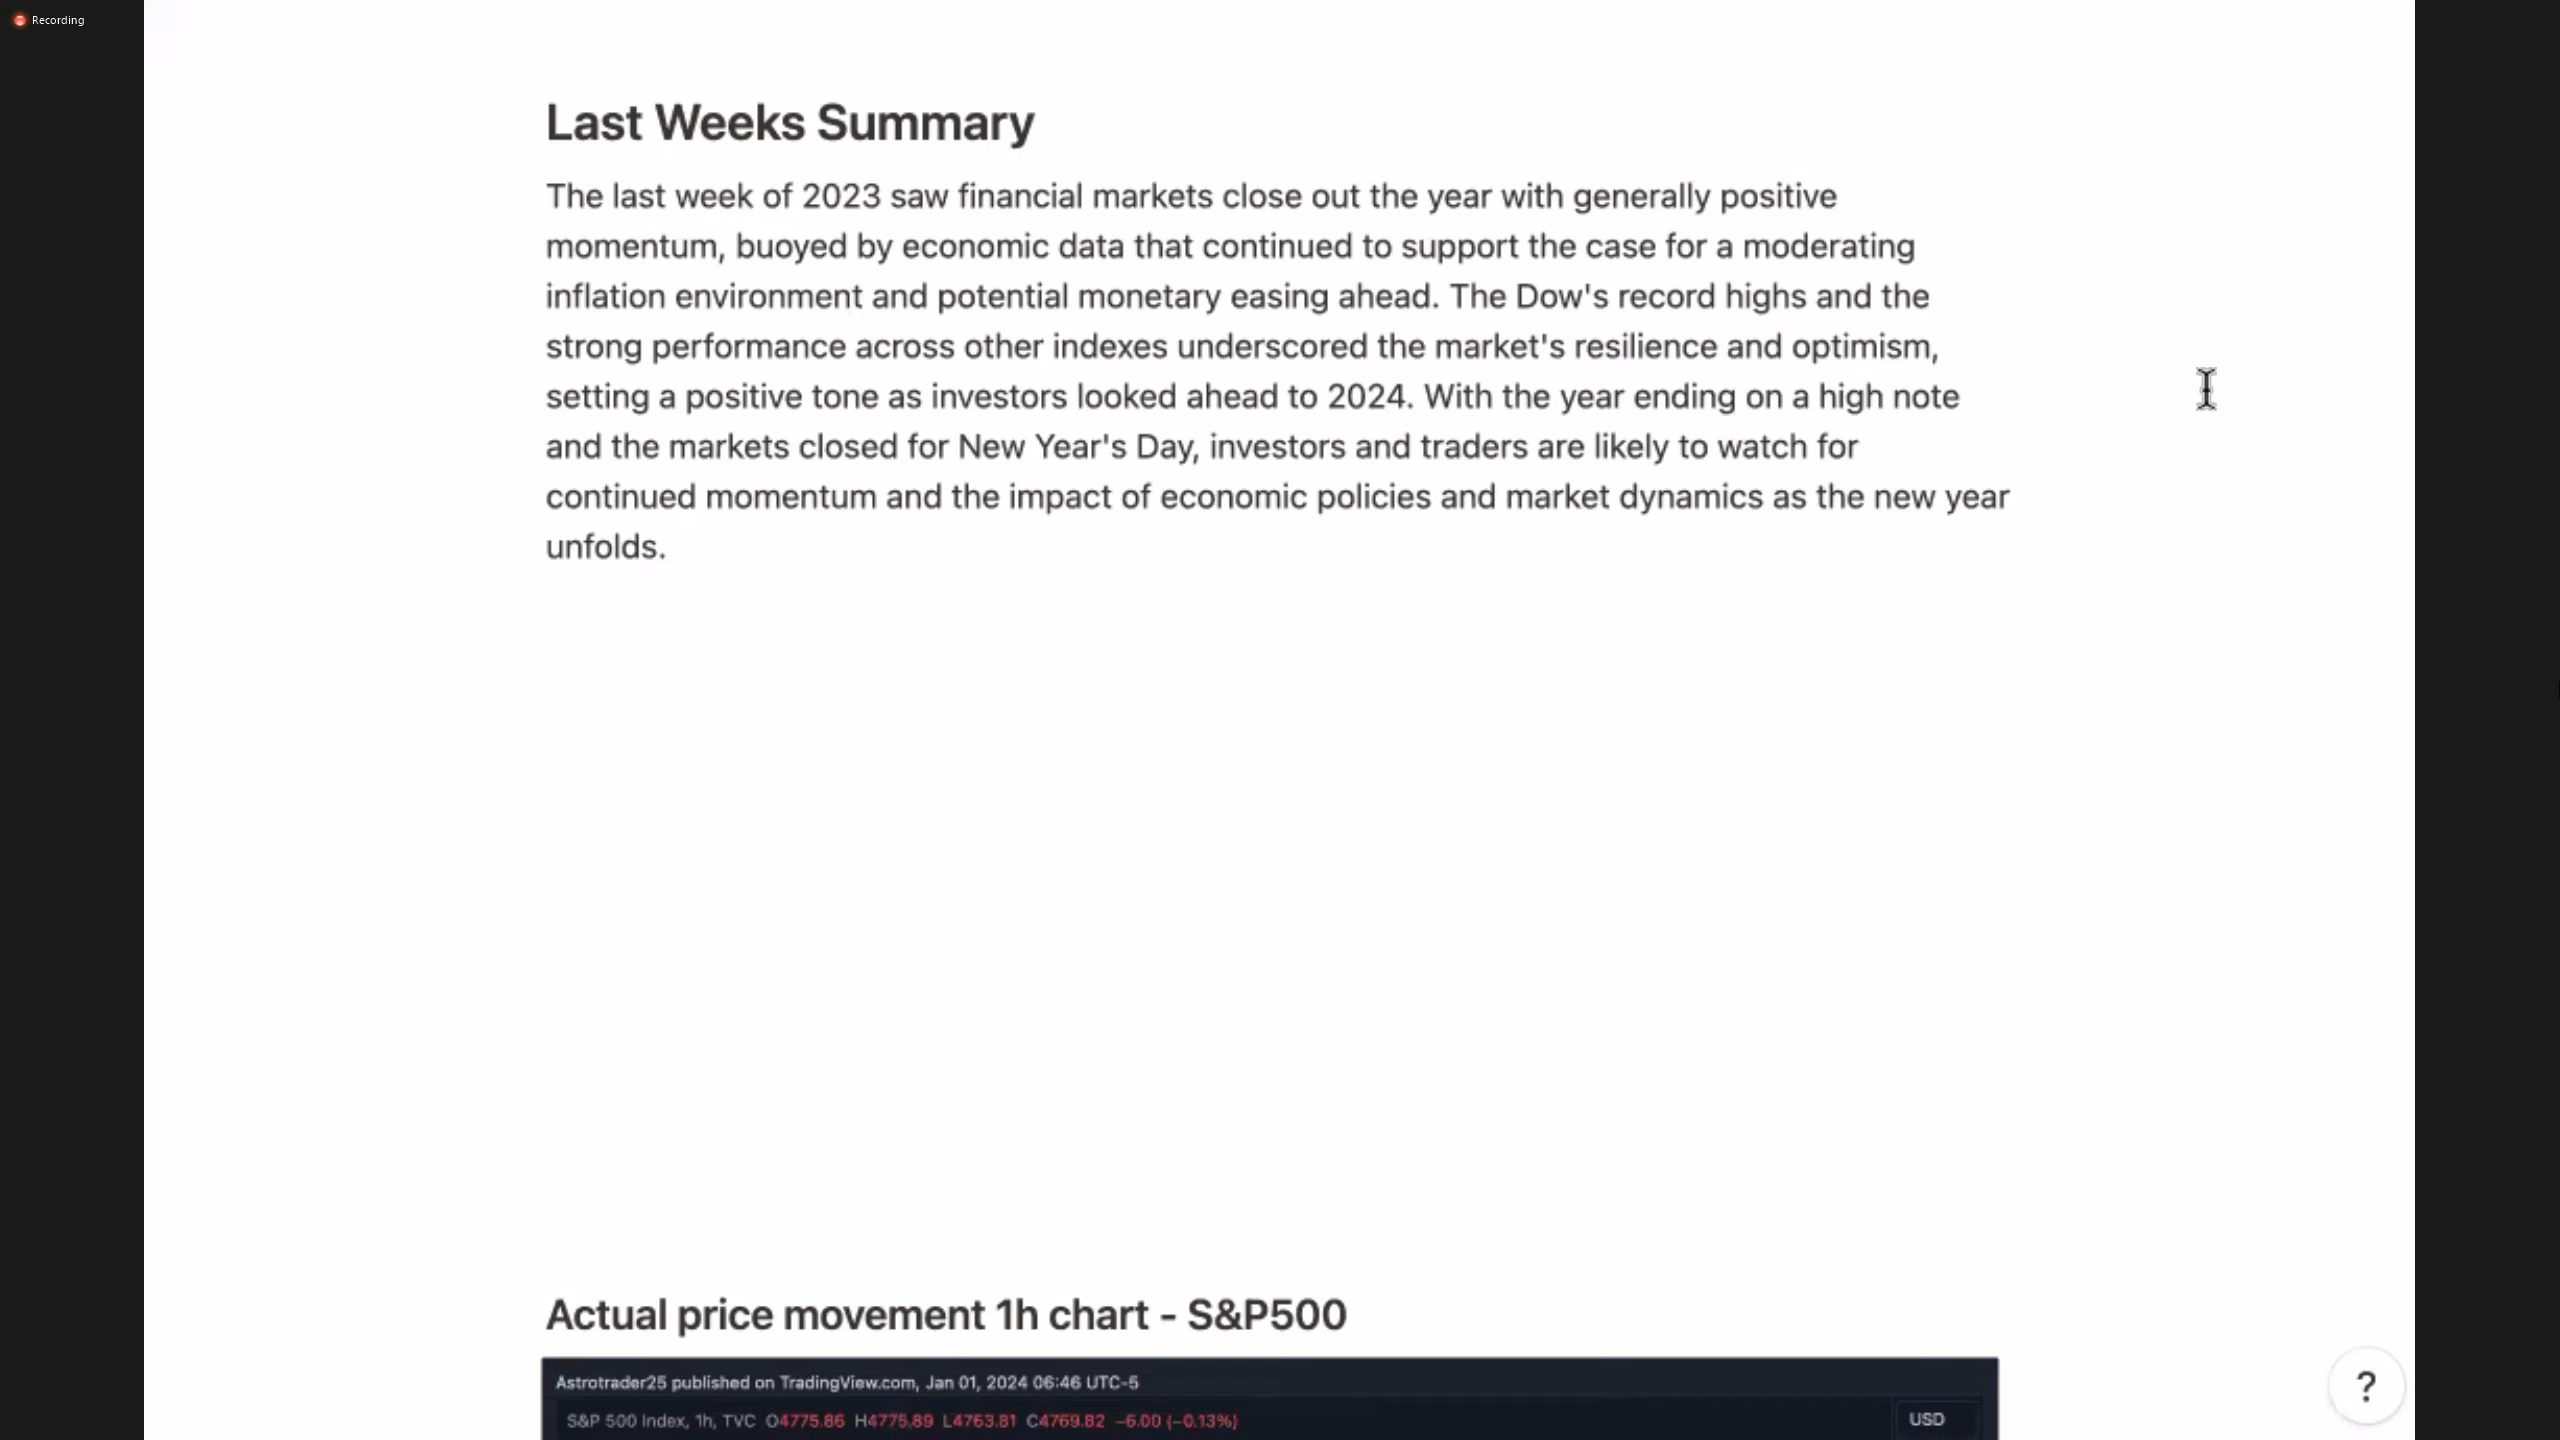 Recording
Last Weeks Summary
The last week of 2023 saw financial markets close out the year with generally positive
momentum, buoyed by economic data that continued to support the case for a moderating
inflation environment and potential monetary easing ahead. The Dow's record highs and the
strong performance across other indexes underscored the market's resilience and optimism,
setting a positive tone as investors looked ahead to 2024. With the year ending on a high note
and the markets closed for New Year's Day, investors and traders are likely to watch for
continued momentum and the impact of economic policies and market dynamics as the new year
unfolds.
Actual price movement 1h chart - S&P500
Astrotrader25 published on TradingView.com, Jan 01, 2024 06:46 UTC-5
S&P 500 Index, 1h, TVC O4775.86 H4775.89 L4763.81 C4769.82 −6.00 (−0.13%)
USD
?